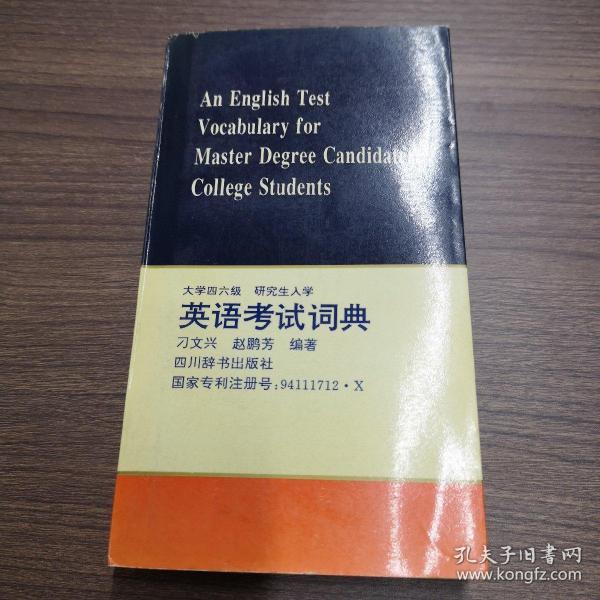 An English Test
Vocabulary for
Master Degree Candidates
College Students
大学四六级 研究生入学
英语考试词典
刁文兴 赵鹏芳 编著
四川辞书出版社
国家专利注册号:94111712·X
孔夫子旧书网
www.kongfz.com